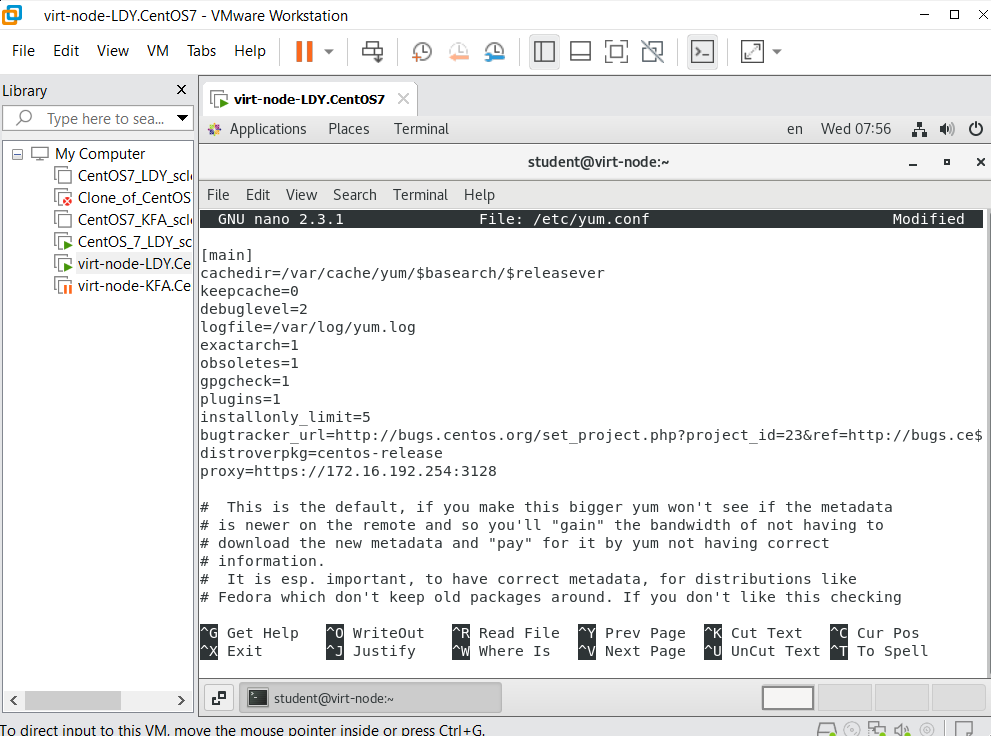 virt-node-LDY.CentOS7 - VMware Workstation
File Edit View VM Tabs Help
Library
Type here to sea...
My Computer
CentOS7_LDY_scl
Clone_of_CentOS
CentOS7_KFA_scl
CentOS_7_LDY_sc
virt-node-LDY.Ce
virt-node-KFA.Ce
virt-node-LDY.CentOS7
Applications Places Terminal en Wed 07:56
student@virt-node:~
File Edit View Search Terminal Help
GNU nano 2.3.1 File: /etc/yum.conf Modified
[main]
cachedir=/var/cache/yum/$basearch/$releasever
keepcache=0
debuglevel=2
logfile=/var/log/yum.log
exactarch=1
obsoletes=1
gpgcheck=1
plugins=1
installonly_limit=5
bugtracker_url=http://bugs.centos.org/set_project.php?project_id=23&ref=http://bugs.ce$
distroverpkg=centos-release
proxy=https://172.16.192.254:3128
#  This is the default, if you make this bigger yum won't see if the metadata
# is newer on the remote and so you'll "gain" the bandwidth of not having to
# download the new metadata and "pay" for it by yum not having correct
# information.
#  It is esp. important, to have correct metadata, for distributions like
# Fedora which don't keep old packages around. If you don't like this checking
^G Get Help ^O WriteOut ^R Read File ^Y Prev Page ^K Cut Text ^C Cur Pos
^X Exit ^J Justify ^W Where Is ^V Next Page ^U UnCut Text ^T To Spell
student@virt-node:~
To direct input to this VM, move the mouse pointer inside or press Ctrl+G.